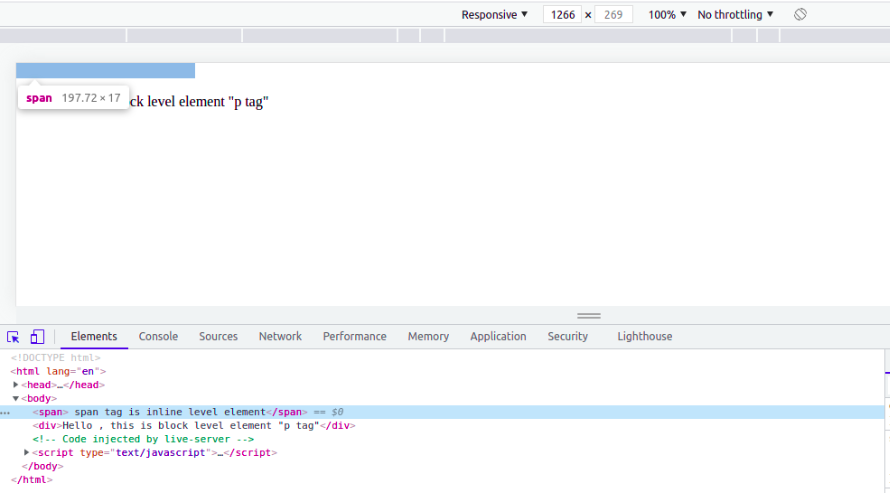 Responsive ▼ 1266 × 269 100% ▼ No throttling ▼
span 197.72 × 17
ck level element "p tag"
Elements Console Sources Network Performance Memory Application Security Lighthouse
<!DOCTYPE html>
<html lang="en">
▶<head>…</head>
▼<body>
… <span> span tag is inline level element</span> == $0
<div>Hello , this is block level element "p tag"</div>
<!-- Code injected by live-server -->
▶<script type="text/javascript">…</script>
</body>
</html>